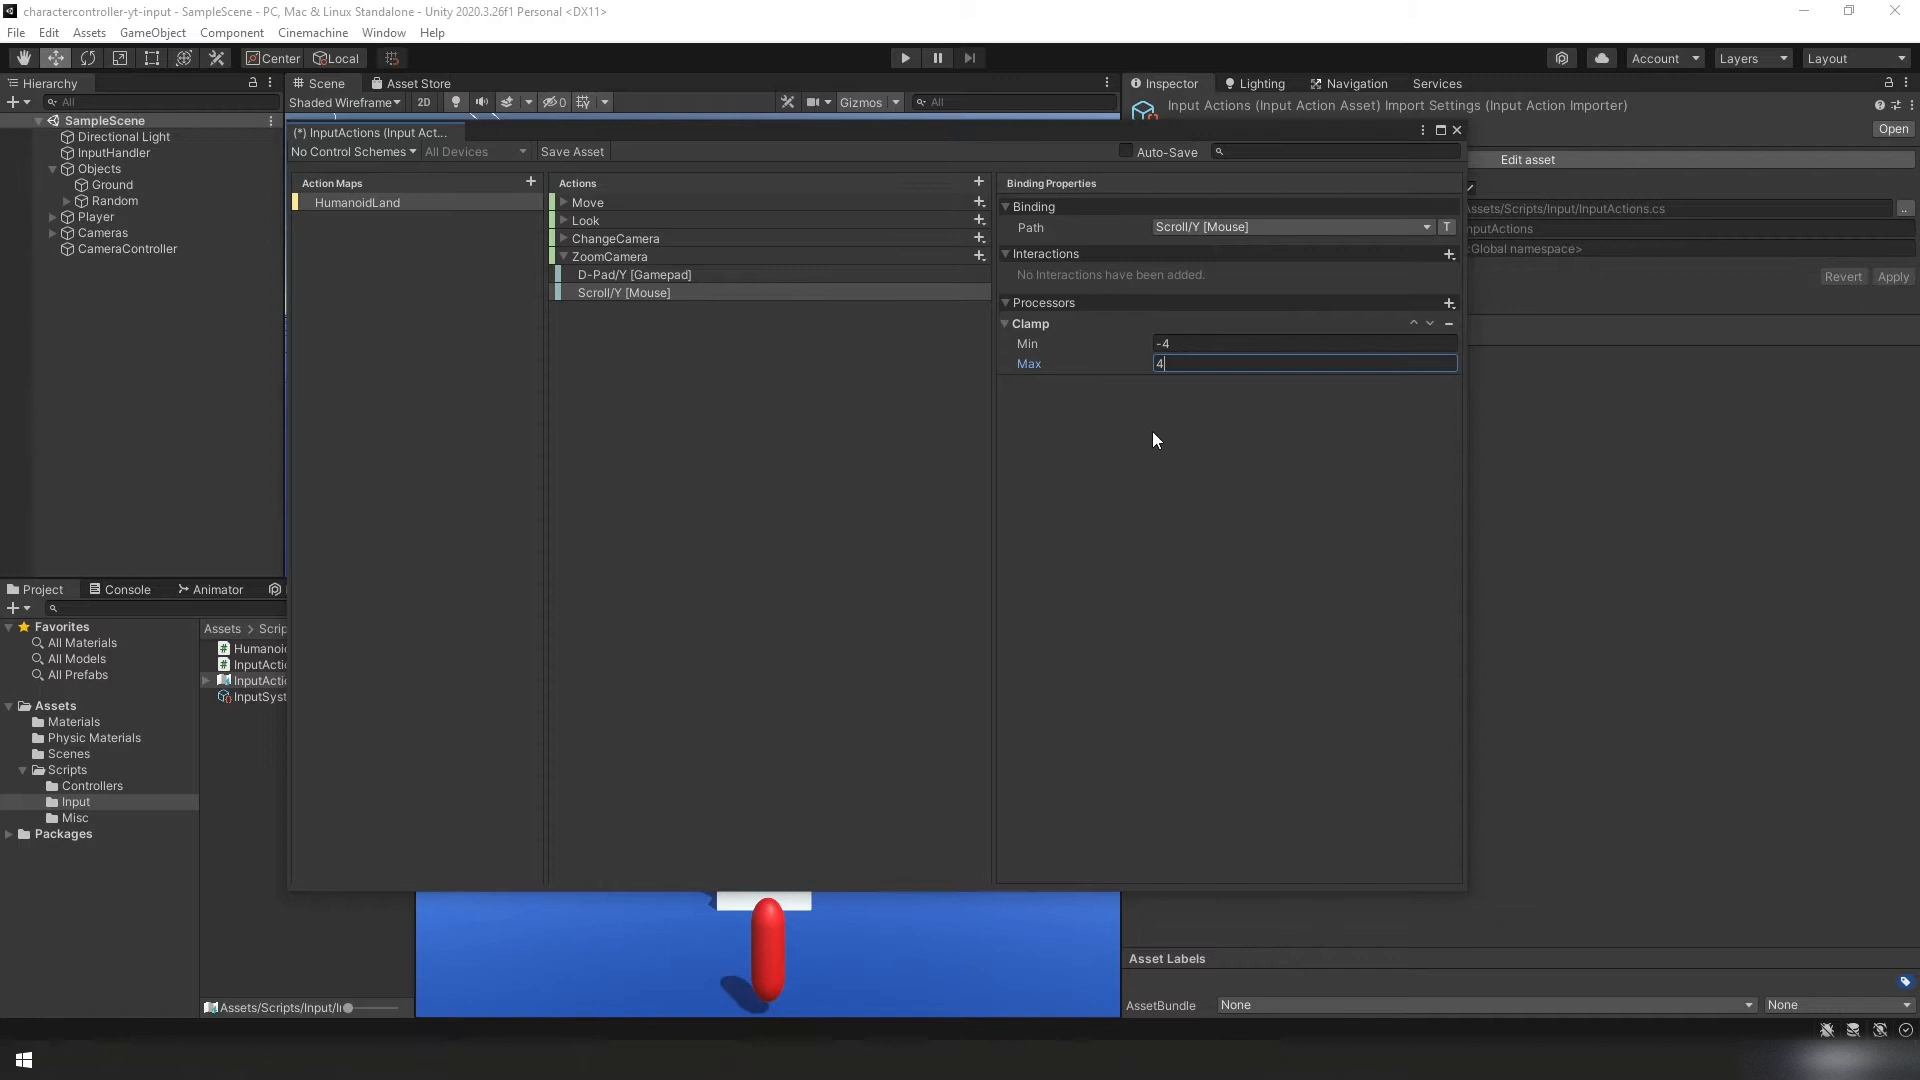 charactercontroller-yt-input - SampleScene - PC, Mac & Linux Standalone - Unity 2020.3.26f1 Personal <DX11>
File Edit Assets GameObject Component Cinemachine Window Help
Center Local Account Layers Layout
Hierarchy
All
SampleScene
Directional Light
InputHandler
Objects
Ground
Random
Player
Cameras
CameraController
Scene Asset Store
Shaded Wireframe 2D 0 Gizmos All
(*) InputActions (Input Act...
No Control Schemes All Devices Save Asset Auto-Save
Action Maps
HumanoidLand
Actions
Move
Look
ChangeCamera
ZoomCamera
D-Pad/Y [Gamepad]
Scroll/Y [Mouse]
Binding Properties
Binding
Path Scroll/Y [Mouse] T
Interactions
No Interactions have been added.
Processors
Clamp
Min -4
Max 4
Inspector Lighting Navigation Services
Input Actions (Input Action Asset) Import Settings (Input Action Importer)
Open
Edit asset
Assets/Scripts/Input/InputActions.cs ..
nputActions
Global namespace>
Revert Apply
Project Console Animator
Favorites
All Materials
All Models
All Prefabs
Assets
Materials
Physic Materials
Scenes
Scripts
Controllers
Input
Misc
Packages
Assets > Scrip
Humanoid
InputActio
InputActio
InputSyst
Assets/Scripts/Input/I
Asset Labels
AssetBundle None None